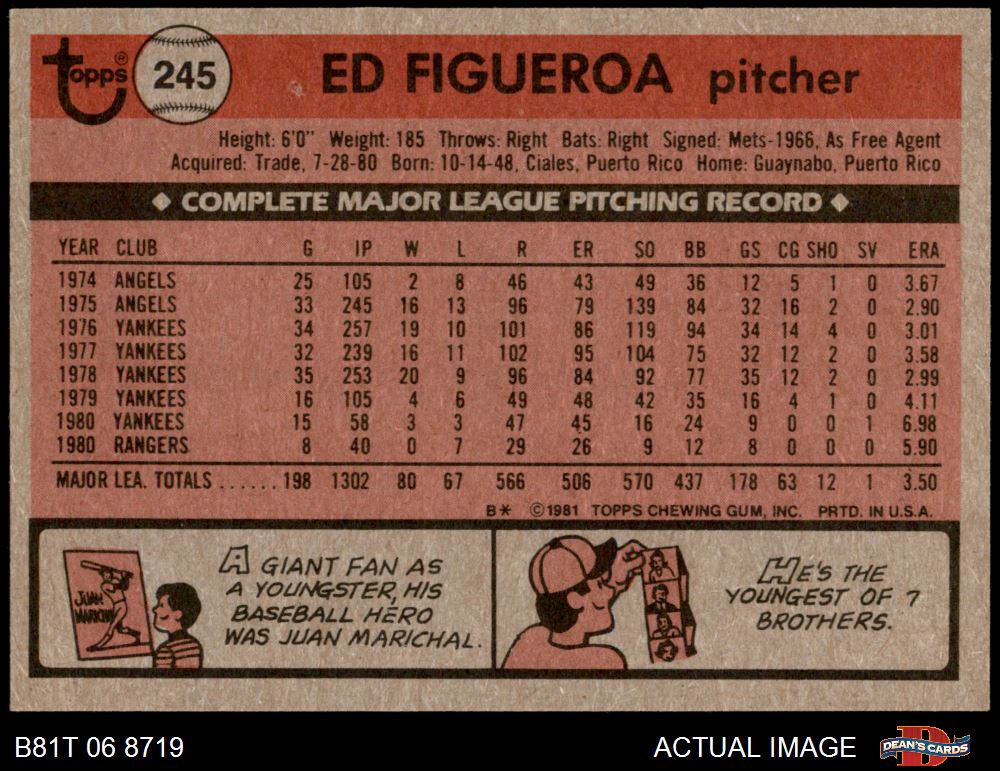 topps®
245
ED FIGUEROA pitcher
Height: 6'0" Weight: 185 Throws: Right Bats: Right Signed: Mets-1966, As Free Agent
Acquired: Trade, 7-28-80 Born: 10-14-48, Ciales, Puerto Rico Home: Guaynabo, Puerto Rico
◆ COMPLETE MAJOR LEAGUE PITCHING RECORD ◆
YEAR CLUB G IP W L R ER SO BB GS CG SHO SV ERA
1974 ANGELS 25 105 2 8 46 43 49 36 12 5 1 0 3.67
1975 ANGELS 33 245 16 13 96 79 139 84 32 16 2 0 2.90
1976 YANKEES 34 257 19 10 101 86 119 94 34 14 4 0 3.01
1977 YANKEES 32 239 16 11 102 95 104 75 32 12 2 0 3.58
1978 YANKEES 35 253 20 9 96 84 92 77 35 12 2 0 2.99
1979 YANKEES 16 105 4 6 49 48 42 35 16 4 1 0 4.11
1980 YANKEES 15 58 3 3 47 45 16 24 9 0 0 1 6.98
1980 RANGERS 8 40 0 7 29 26 9 12 8 0 0 0 5.90
MAJOR LEA. TOTALS ...... 198 1302 80 67 566 506 570 437 178 63 12 1 3.50
B* ©1981 TOPPS CHEWING GUM, INC. PRTD. IN U.S.A.
JUAN
MARICHAL
A GIANT FAN AS
A YOUNGSTER, HIS
BASEBALL HERO
WAS JUAN MARICHAL.
HE'S THE
YOUNGEST OF 7
BROTHERS.
B81T 06 8719
ACTUAL IMAGE
DEAN'S CARDS